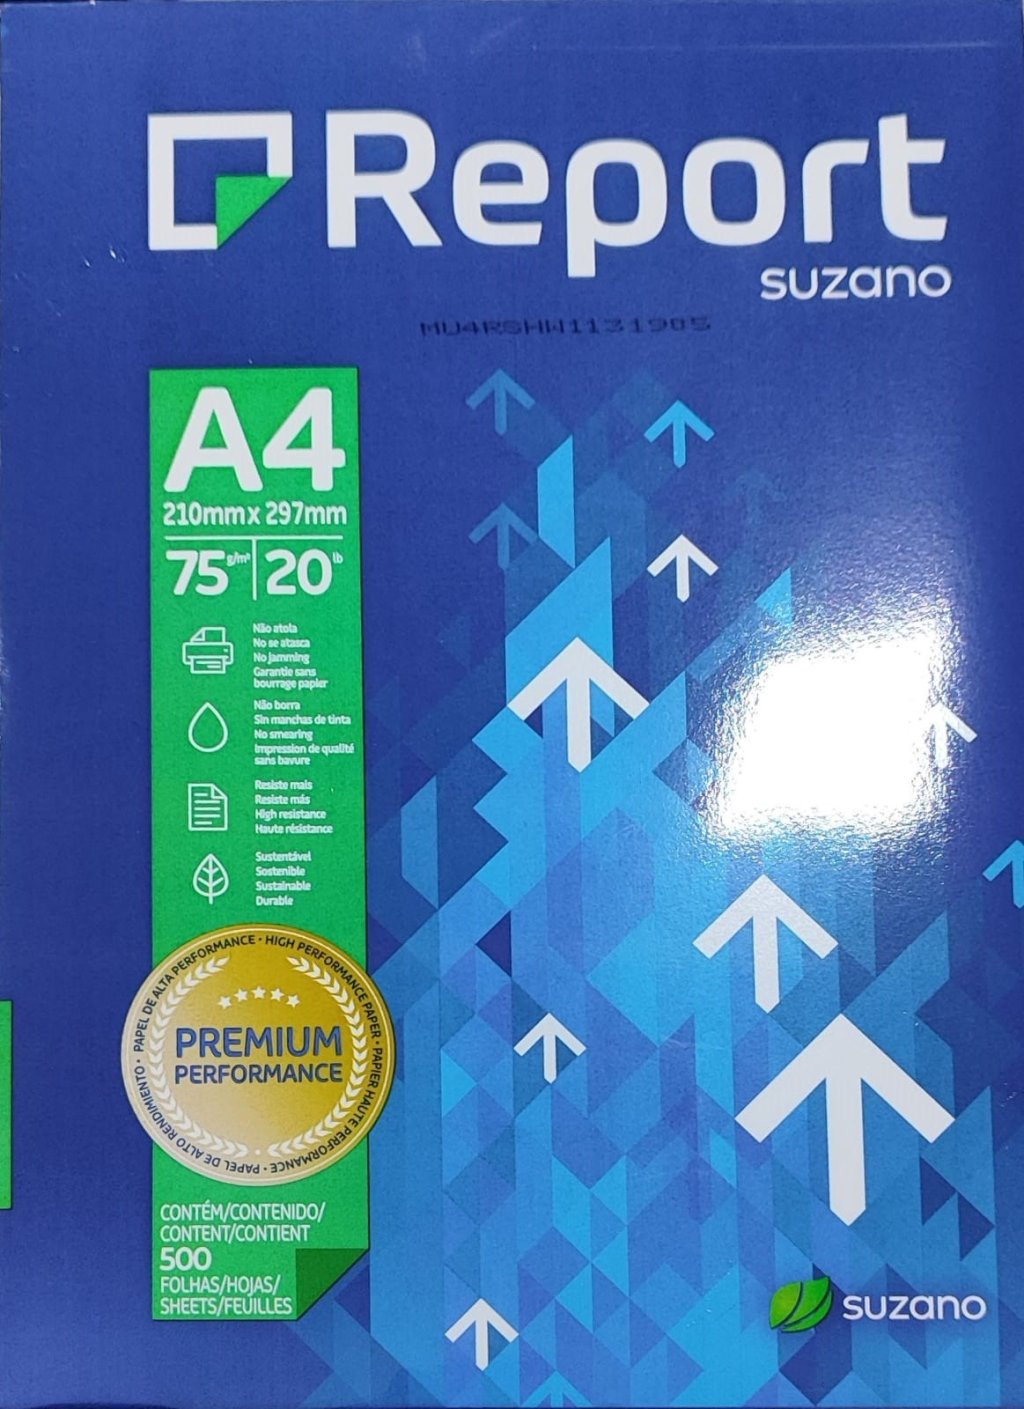 Report
suzano
MU4RSHW1131905
A4
210mm x 297mm
75 g/m² 20 lb
Não atola
No se atasca
No jamming
Garantie sans
bourrage papier
Não borra
Sin manchas de tinta
No smearing
Impression de qualité
sans bavure
Resiste mais
Resiste más
High resistance
Haute résistance
Sustentável
Sostenible
Sustainable
Durable
PAPEL DE ALTA PERFORMANCE • HIGH PERFORMANCE PAPER • PAPIER HAUTE PERFORMANCE • PAPEL DE ALTO RENDIMIENTO •
PREMIUM
PERFORMANCE
CONTÉM/CONTENIDO/
CONTENT/CONTIENT
500
FOLHAS/HOJAS/
SHEETS/FEUILLES
suzano